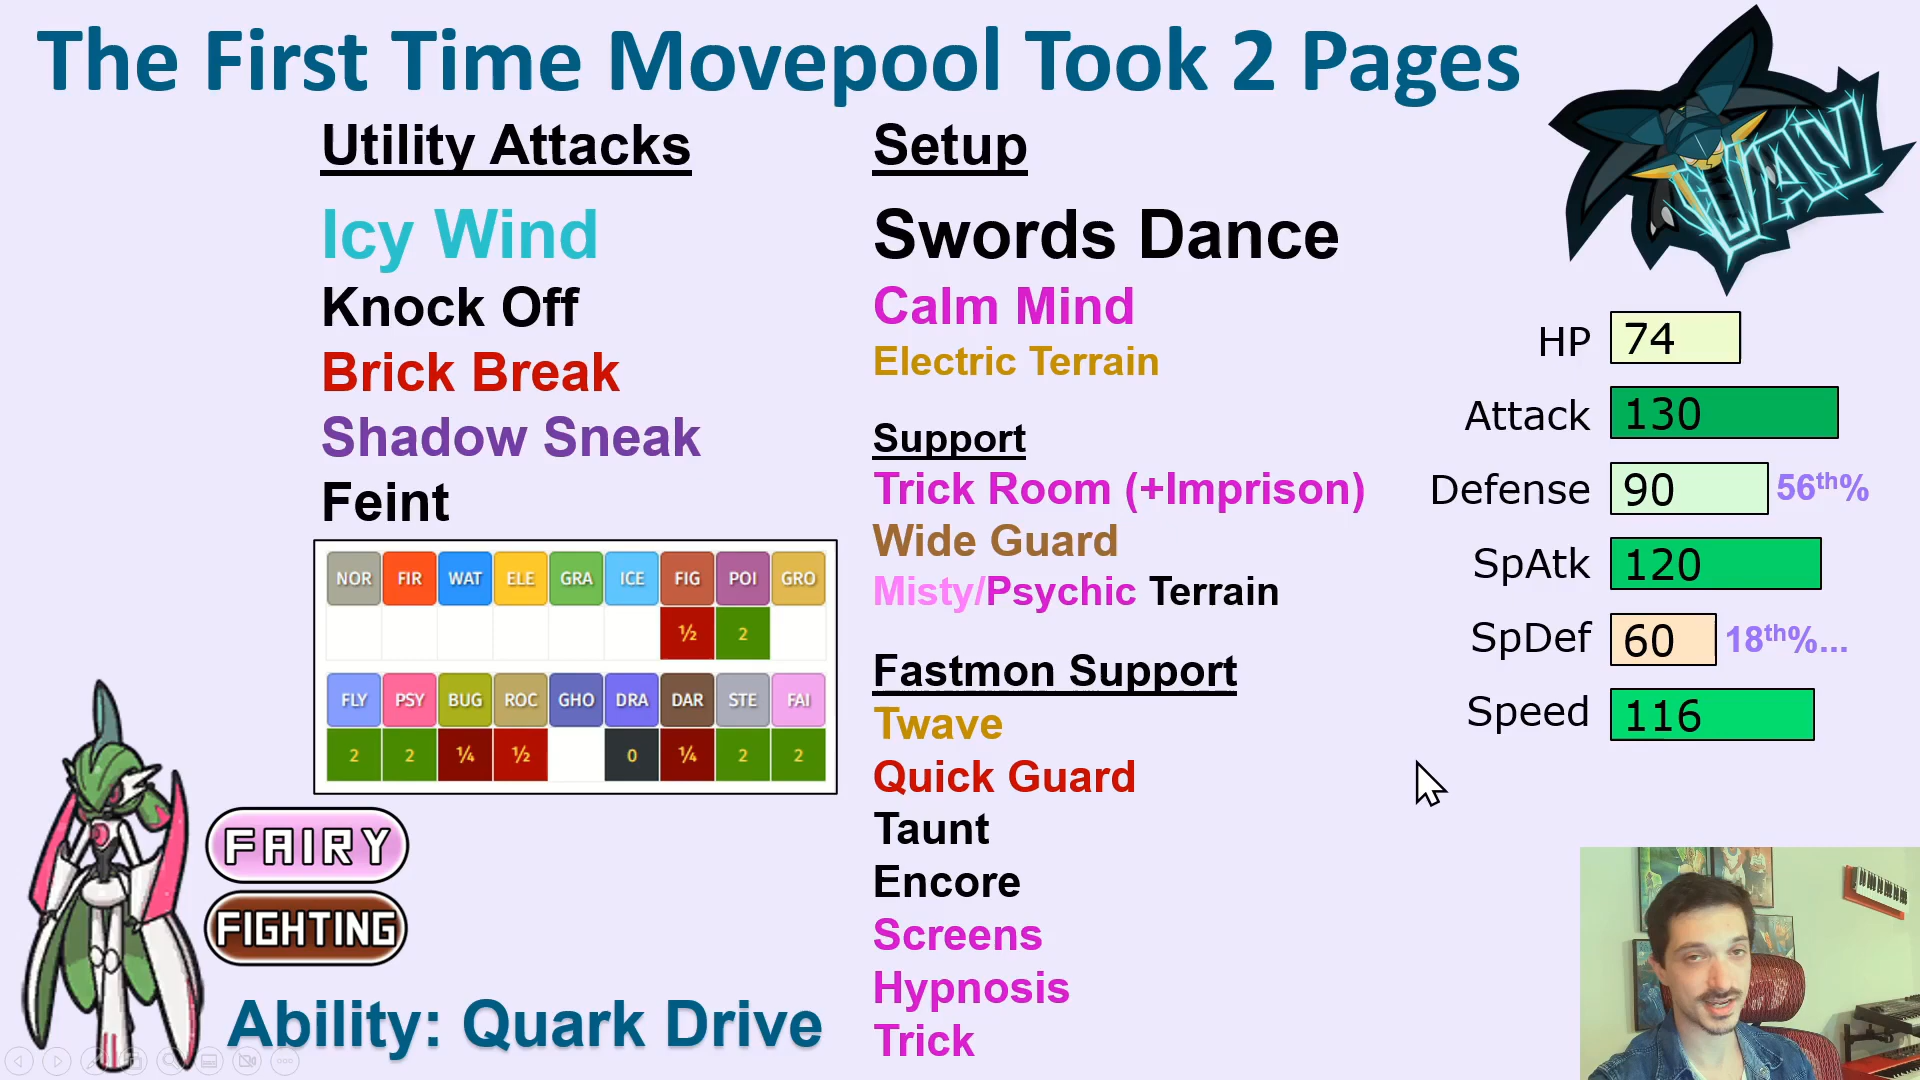 The First Time Movepool Took 2 Pages
UAV
Utility Attacks
Icy Wind
Knock Off
Brick Break
Shadow Sneak
Feint
NOR FIR WAT ELE GRA ICE FIG POI GRO
½ 2
FLY PSY BUG ROC GHO DRA DAR STE FAI
2 2 ¼ ½ 0 ¼ 2 2
FAIRY
FIGHTING
Ability: Quark Drive
Setup
Swords Dance
Calm Mind
Electric Terrain
Support
Trick Room (+Imprison)
Wide Guard
Misty/Psychic Terrain
Fastmon Support
Twave
Quick Guard
Taunt
Encore
Screens
Hypnosis
Trick
HP 74
Attack 130
Defense 90 56th%
SpAtk 120
SpDef 60 18th%...
Speed 116